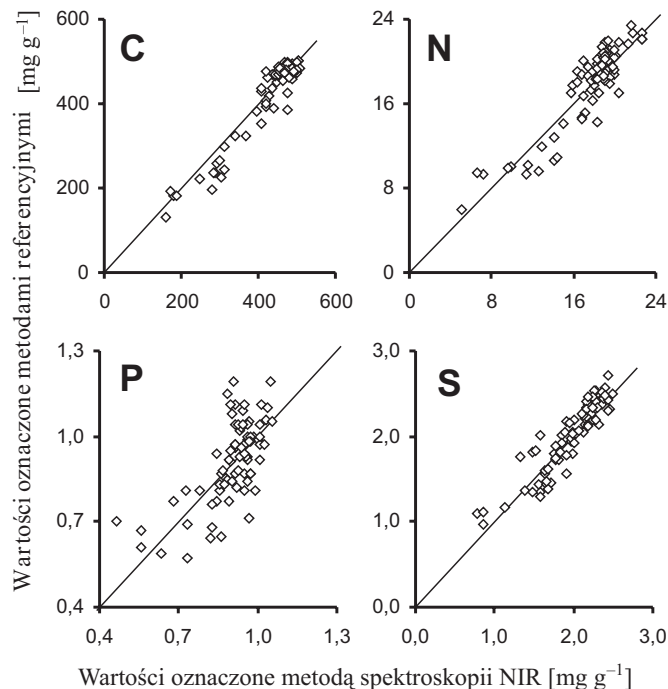 Wartości oznaczone metodami referencyjnymi [mg g⁻¹]
600
400
200
0
C
0 200 400 600
24
16
8
0
N
0 8 16 24
1,3
1,0
0,7
0,4
P
0,4 0,7 1,0 1,3
3,0
2,0
1,0
0,0
S
0,0 1,0 2,0 3,0
Wartości oznaczone metodą spektroskopii NIR [mg g⁻¹]